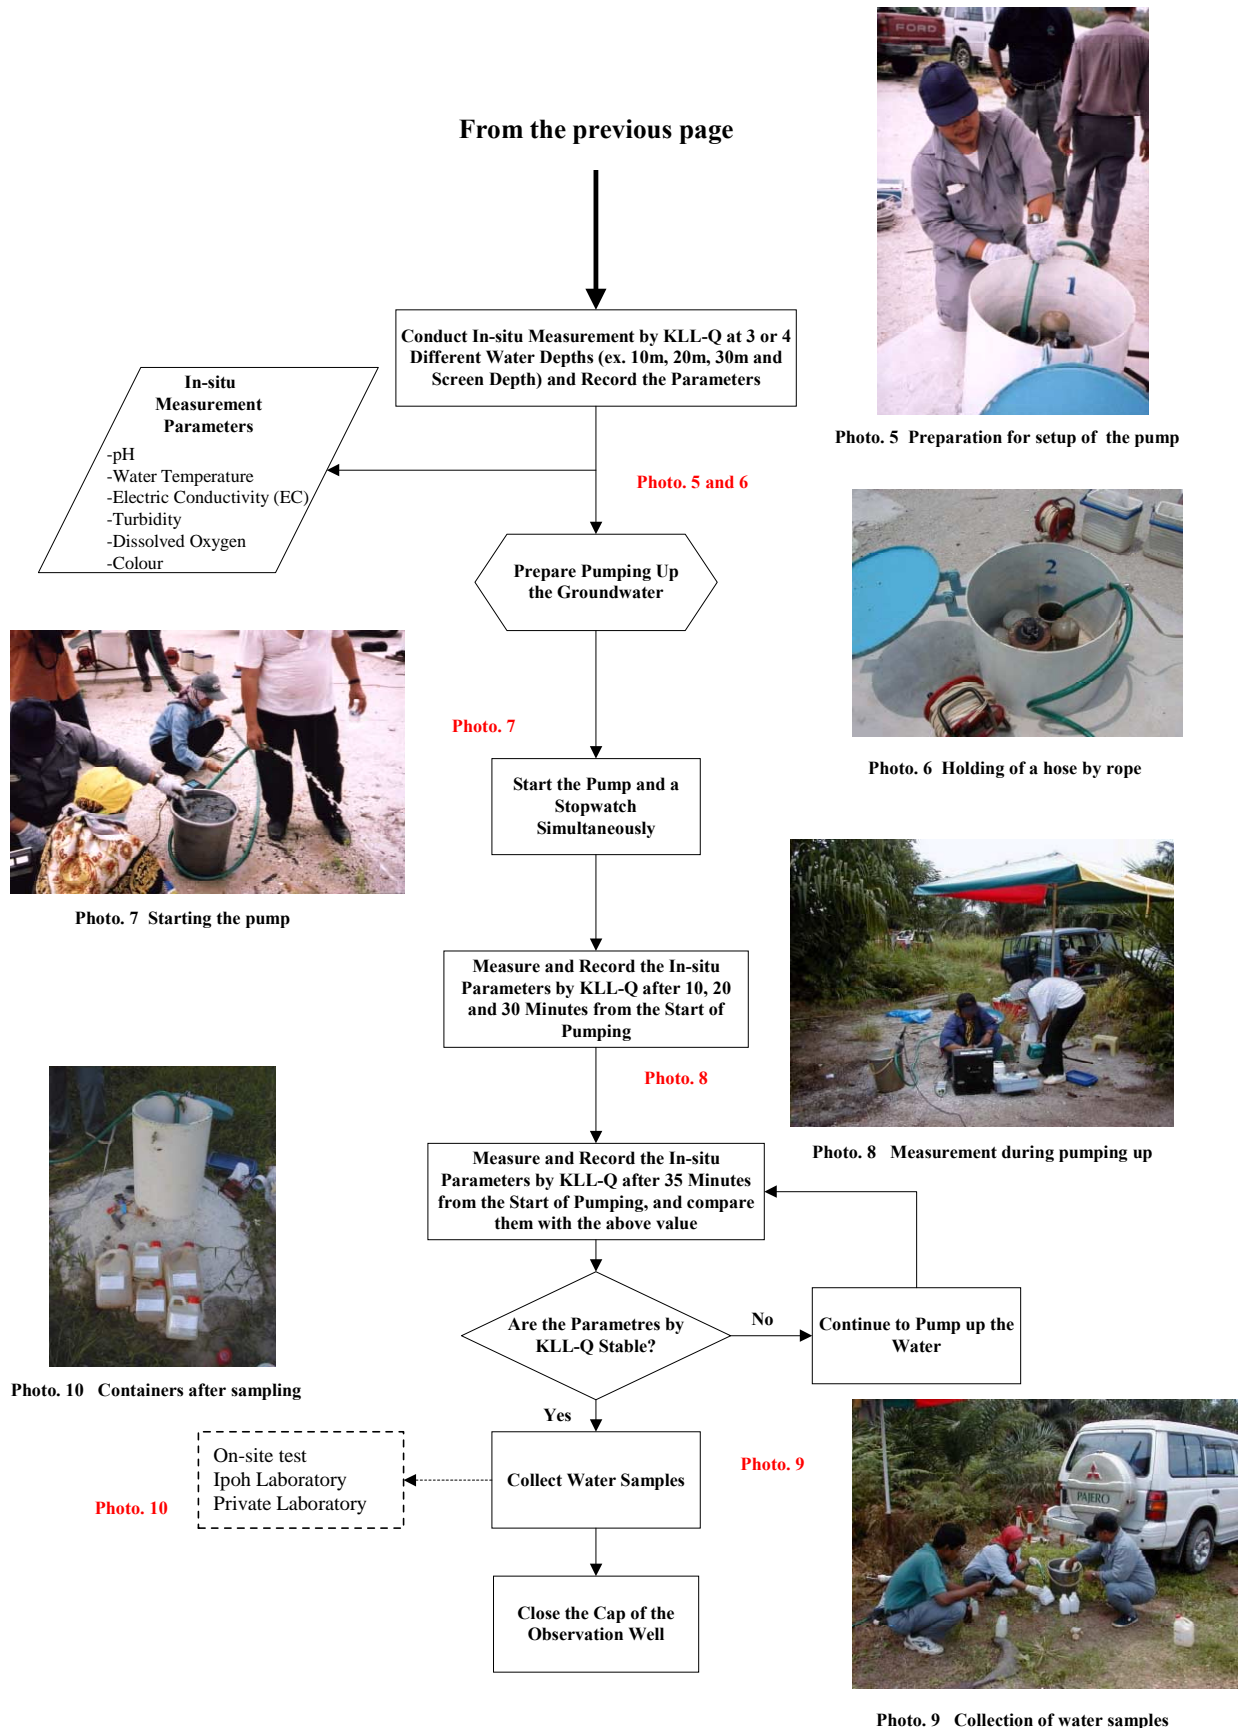 From the previous page
FORD
1
Conduct In-situ Measurement by KLL-Q at 3 or 4
Different Water Depths (ex. 10m, 20m, 30m and
Screen Depth) and Record the Parameters
In-situ
Measurement
Parameters
-pH
-Water Temperature
-Electric Conductivity (EC)
-Turbidity
-Dissolved Oxygen
-Colour
Photo. 5 Preparation for setup of the pump
Photo. 5 and 6
2
Prepare Pumping Up
the Groundwater
Photo. 6 Holding of a hose by rope
Photo. 7
Start the Pump and a
Stopwatch
Simultaneously
Photo. 7 Starting the pump
Measure and Record the In-situ
Parameters by KLL-Q after 10, 20
and 30 Minutes from the Start of
Pumping
Photo. 8
Photo. 8 Measurement during pumping up
Measure and Record the In-situ
Parameters by KLL-Q after 35 Minutes
from the Start of Pumping, and compare
them with the above value
Are the Parametres by
KLL-Q Stable?
No
Continue to Pump up the
Water
Photo. 10 Containers after sampling
Yes
On-site test
Ipoh Laboratory
Private Laboratory
Collect Water Samples
Photo. 9
Photo. 10
PAJERO
Close the Cap of the
Observation Well
Photo. 9 Collection of water samples